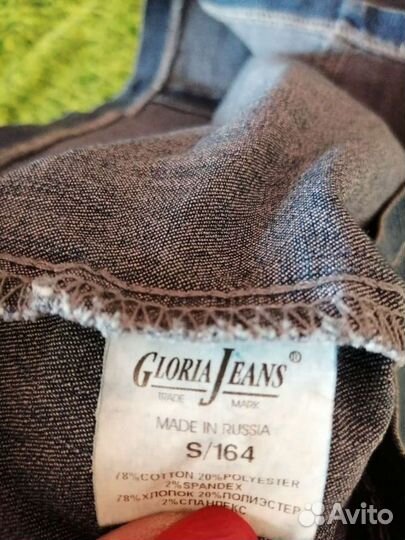 GLORIA JEANS®
TRADE MARK
MADE IN RUSSIA
S/164
78%COTTON 20%POLYESTER
2%SPANDEX
78%ХЛОПОК 20%ПОЛИЭСТЕР
2%СПАНДЕКС
Avito